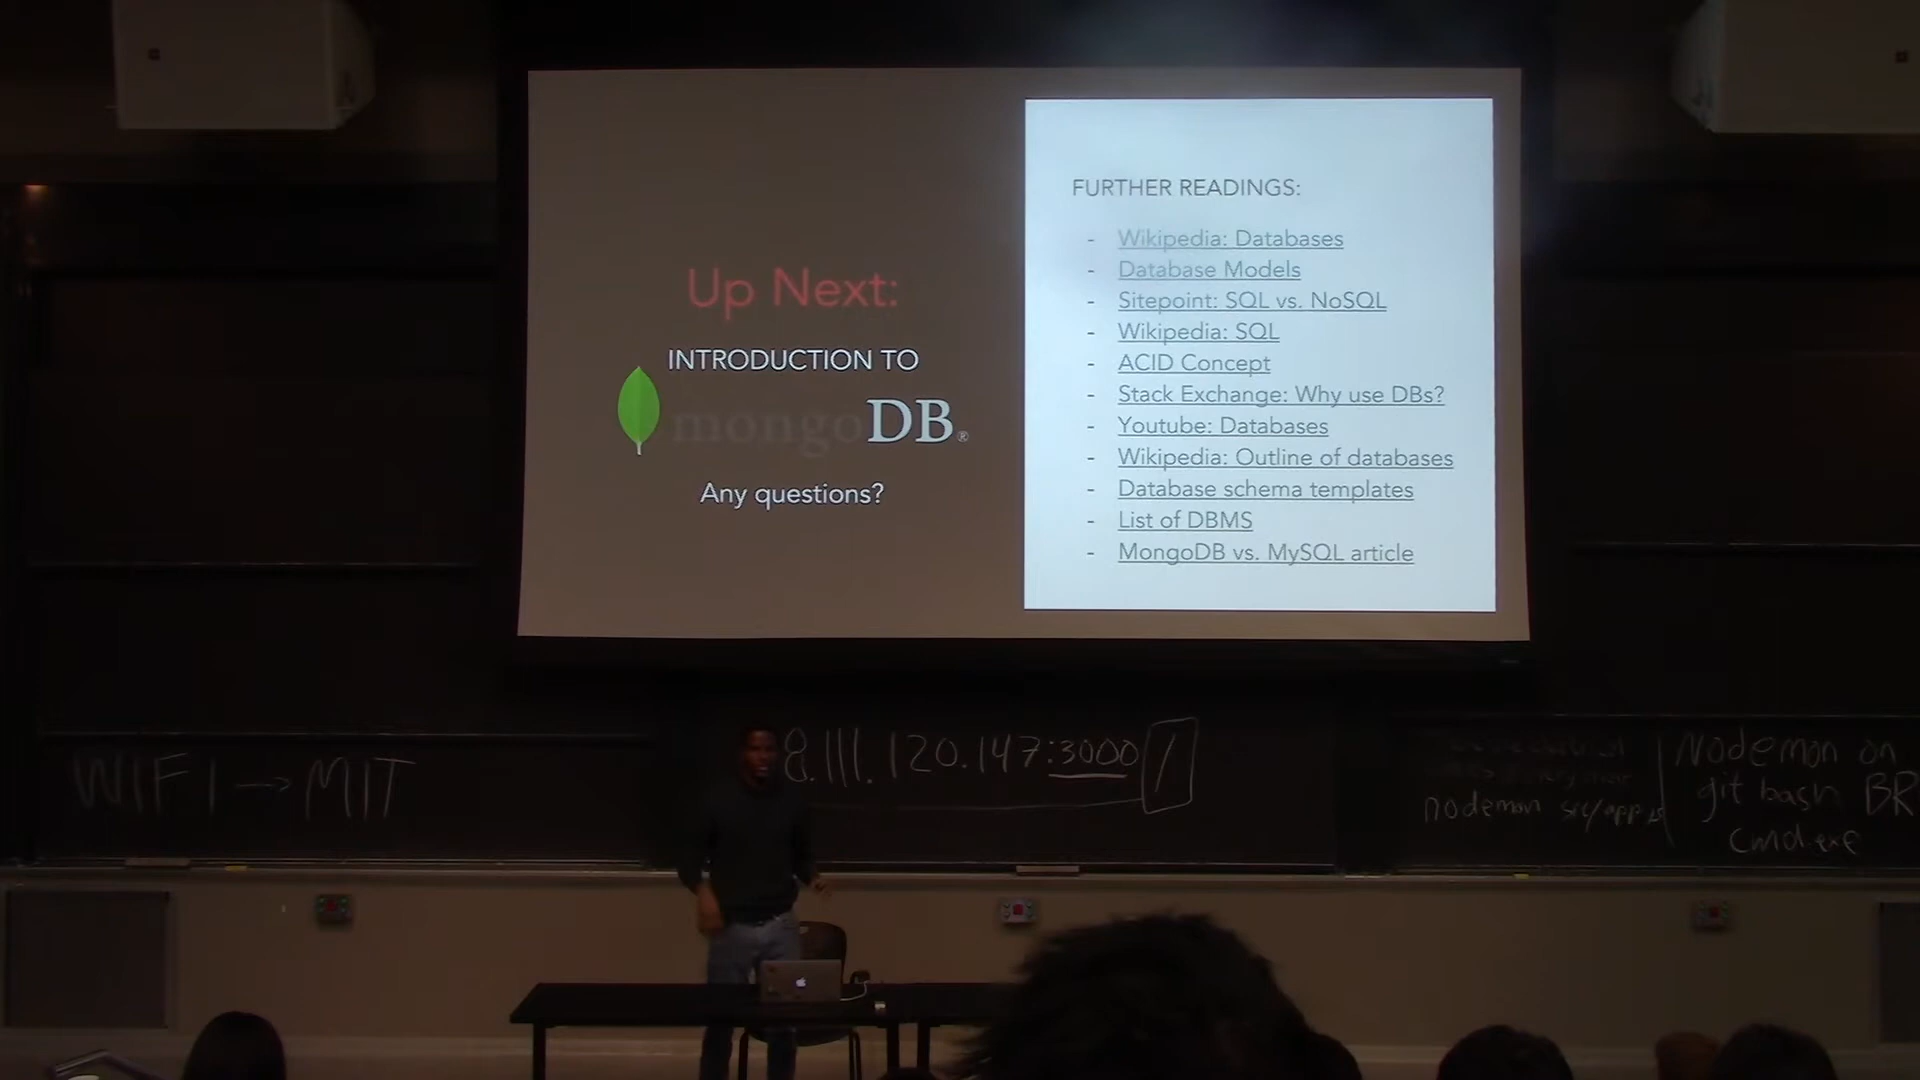 Up Next:
INTRODUCTION TO
mongoDB®
Any questions?
FURTHER READINGS:
- Wikipedia: Databases
- Database Models
- Sitepoint: SQL vs. NoSQL
- Wikipedia: SQL
- ACID Concept
- Stack Exchange: Why use DBs?
- Youtube: Databases
- Wikipedia: Outline of databases
- Database schema templates
- List of DBMS
- MongoDB vs. MySQL article
WIFI → MIT
8.111.120.147:3000/
nodemon src/app.js
Nodemon on
git bash BR
cmd.exe